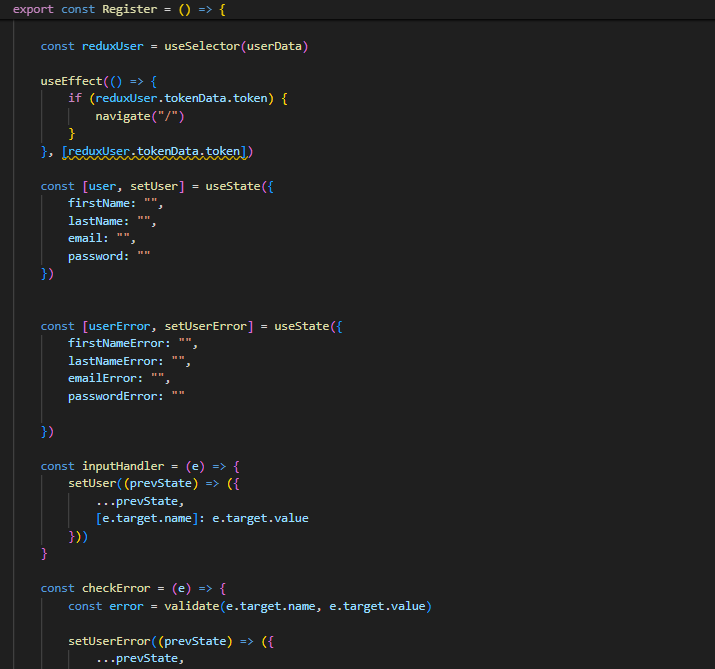 export const Register = () => {
const reduxUser = useSelector(userData)
useEffect(() => {
if (reduxUser.tokenData.token) {
navigate("/")
}
}, [reduxUser.tokenData.token])
const [user, setUser] = useState({
firstName: "",
lastName: "",
email: "",
password: ""
})
const [userError, setUserError] = useState({
firstNameError: "",
lastNameError: "",
emailError: "",
passwordError: ""
})
const inputHandler = (e) => {
setUser((prevState) => ({
...prevState,
[e.target.name]: e.target.value
}))
}
const checkError = (e) => {
const error = validate(e.target.name, e.target.value)
setUserError((prevState) => ({
...prevState,